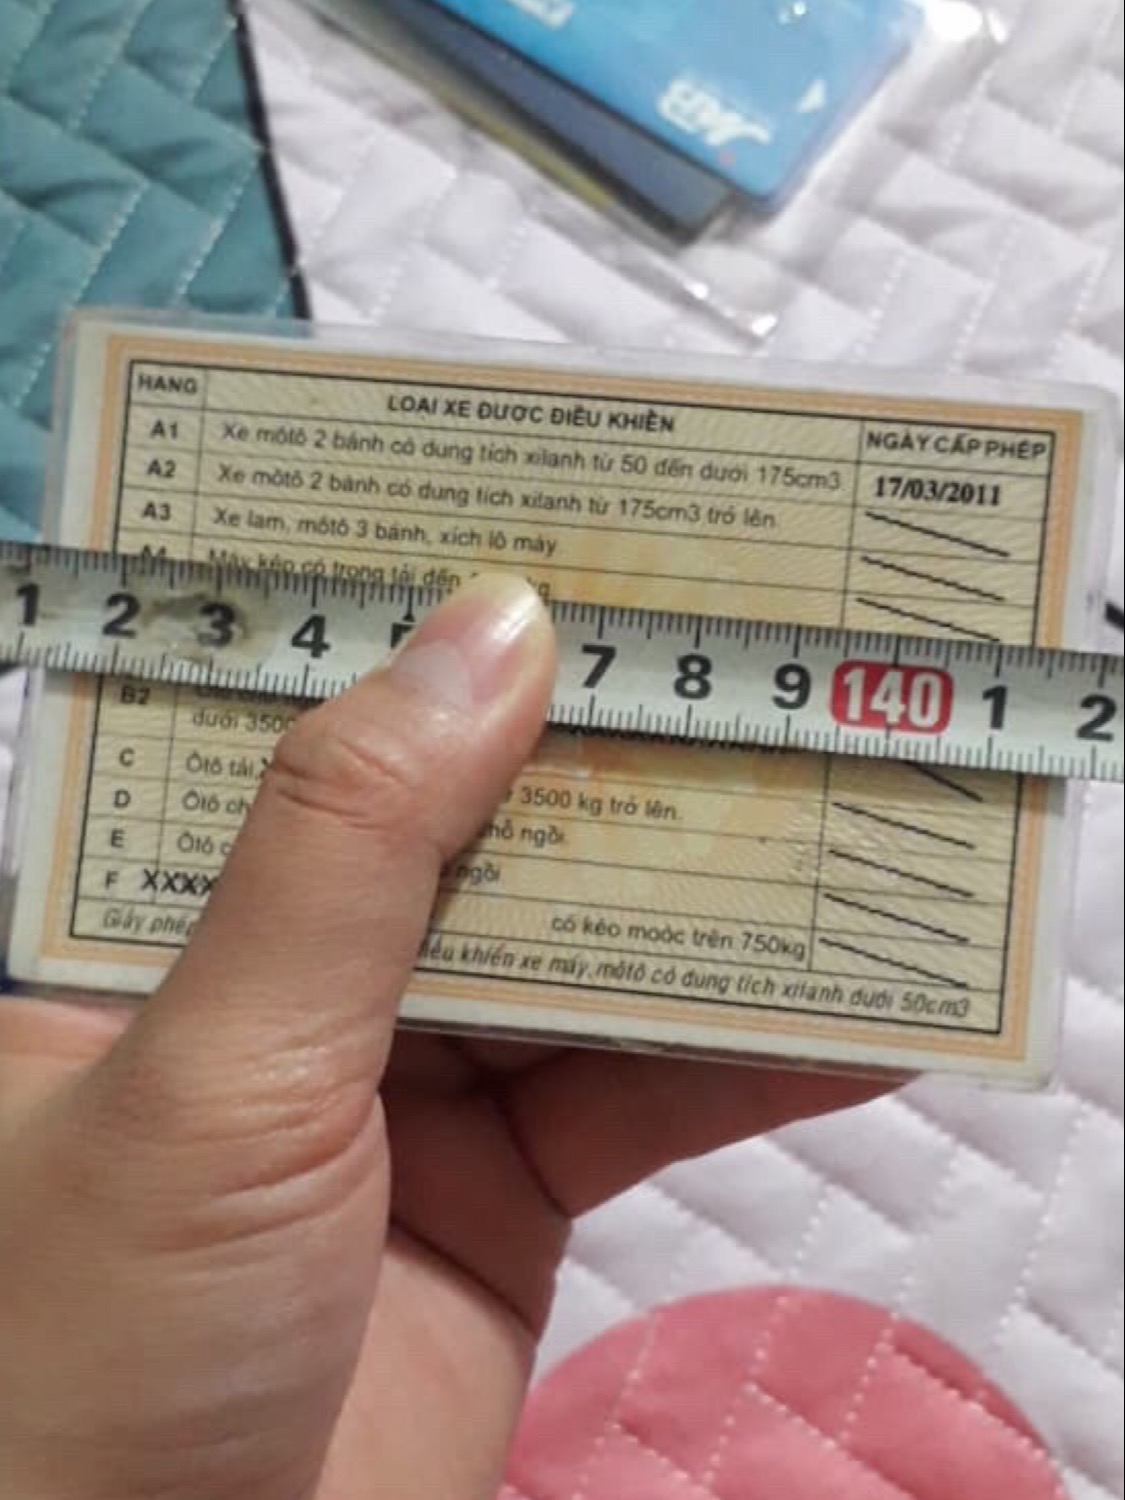 HANG LOẠI XE ĐƯỢC ĐIỀU KHIỂN NGÀY CẤP PHÉP
A1 Xe môtô 2 bánh có dung tích xilanh từ 50 đến dưới 175cm3 17/03/2011
A2 Xe môtô 2 bánh có dung tích xilanh từ 175cm3 trở lên
A3 Xe lam, môtô 3 bánh, xích lô máy
A4 Máy kéo có trọng tải đến kg
1 2 3 4 5 7 8 9 140 1 2
B2
dưới 3500
C Ôtô tải, 3500 kg trở lên.
D Ôtô ch chỗ ngồi
E Ôtô c ngồi
F XXXX có kéo moóc trên 750kg
Giấy phép điều khiển xe máy, môtô có dung tích xilanh dưới 50cm3